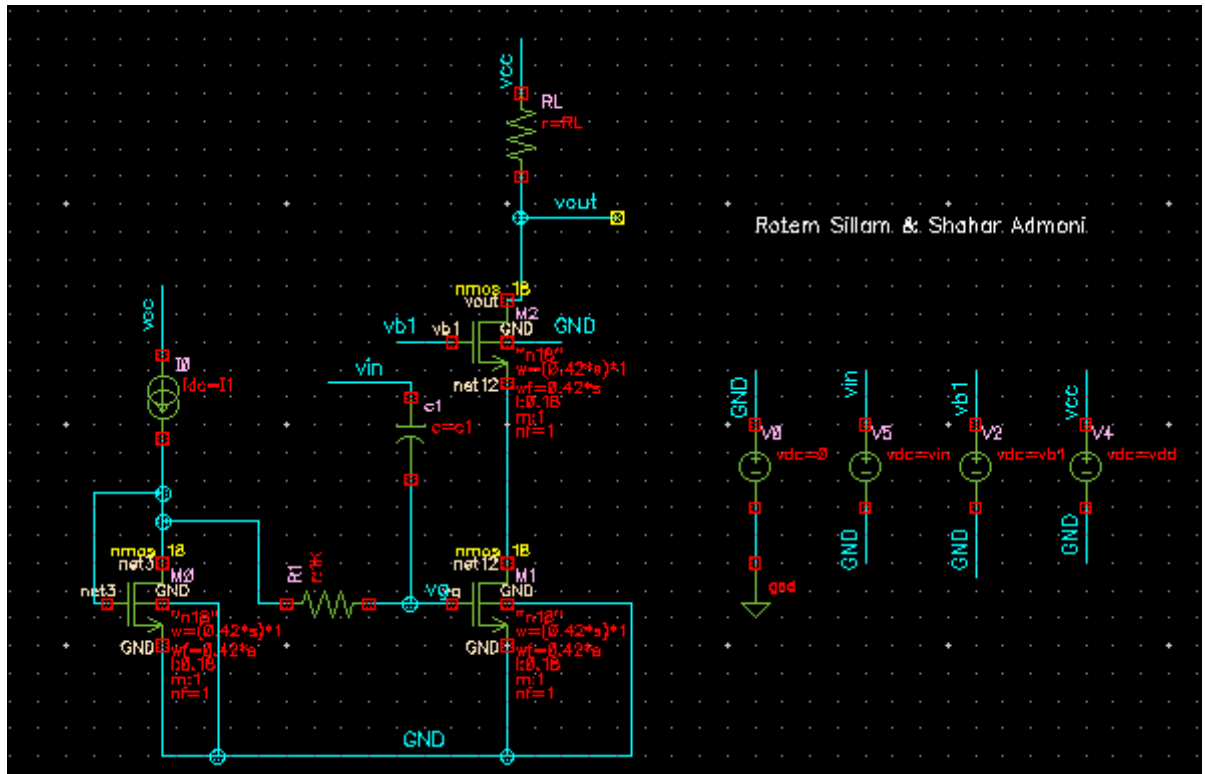 vcc
RL
r=RL
vout
Rotem Sillam & Shahar Admoni
nmos_18
vout
M2
vb1
vb1
GND
GND
"n18"
w=(0.42*s)*1
wf=0.42*s
l:0.18
m:1
nf=1
net12
vcc
I0
idc=I1
vin
c1
c=c1
GND
V0
vdc=0
gnd
vin
V5
vdc=vin
GND
vb1
V2
vdc=vb1
GND
vcc
V4
vdc=vdd
GND
nmos_18
net3
M0
net3
GND
"n18"
w=(0.42*s)*1
wf=0.42*s
l:0.18
m:1
nf=1
GND
R1
nmos_18
net12
M1
vg
GND
"n18"
w=(0.42*s)*1
wf=0.42*s
l:0.18
m:1
nf=1
GND
GND